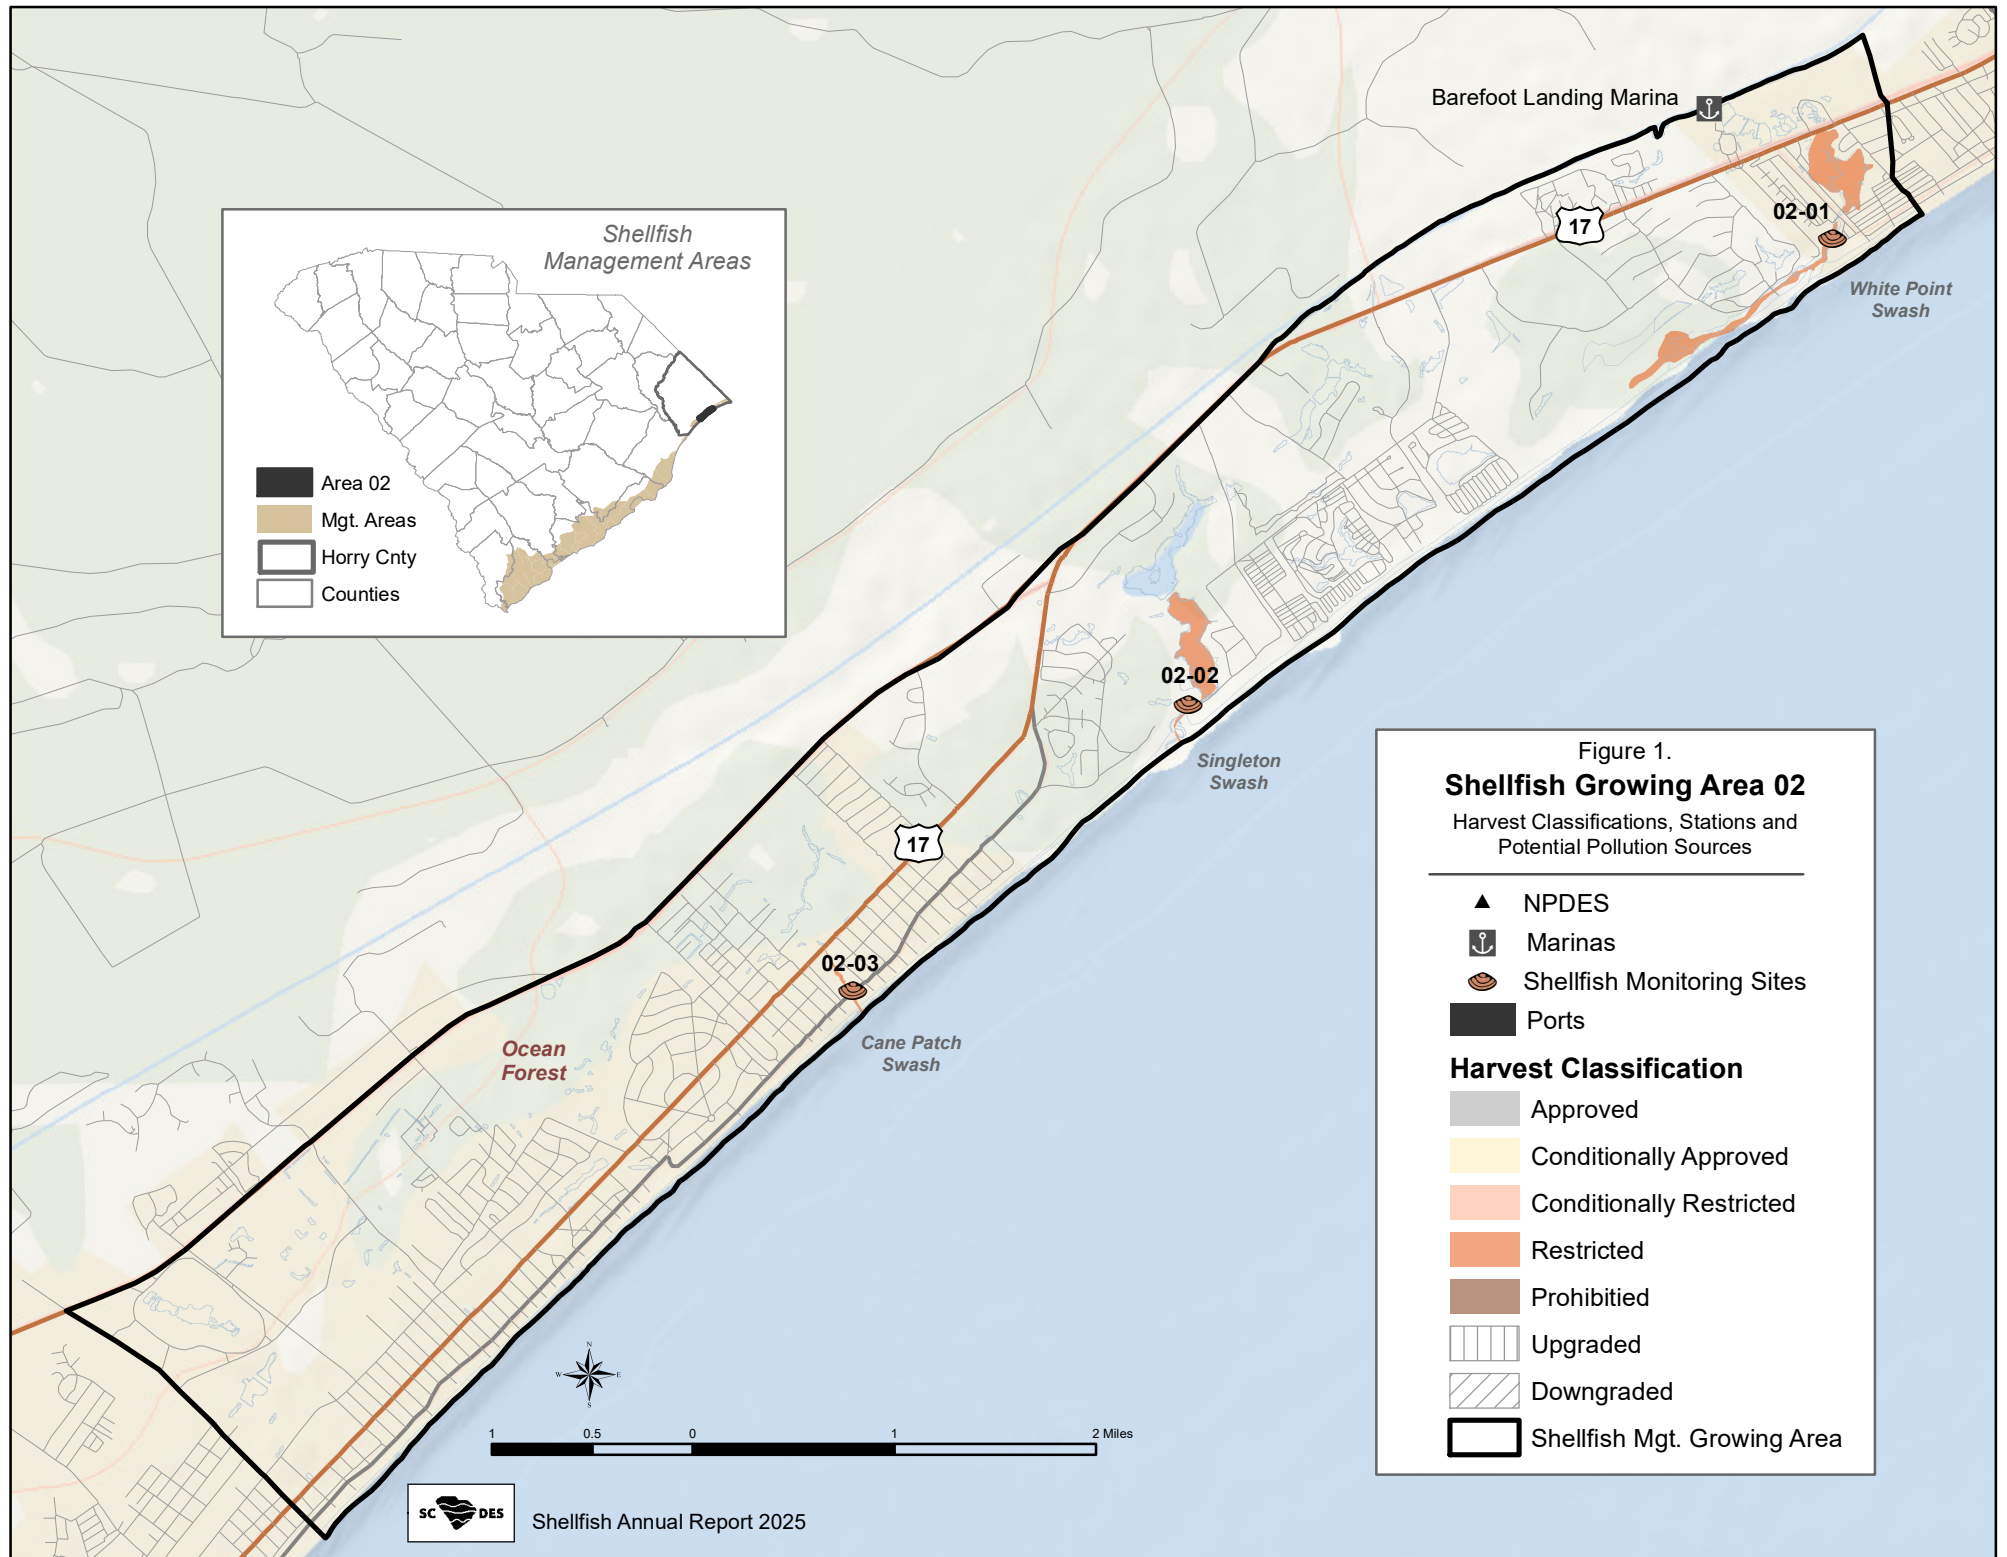 Barefoot Landing Marina
17
02-01
White Point
Swash
Shellfish
Management Areas
Area 02
Mgt. Areas
Horry Cnty
Counties
02-02
Singleton
Swash
17
02-03
Cane Patch
Swash
Ocean
Forest
Figure 1.
Shellfish Growing Area 02
Harvest Classifications, Stations and
Potential Pollution Sources
NPDES
Marinas
Shellfish Monitoring Sites
Ports
Harvest Classification
Approved
Conditionally Approved
Conditionally Restricted
Restricted
Prohibitied
Upgraded
Downgraded
Shellfish Mgt. Growing Area
N
W E
S
1 0.5 0 1 2 Miles
SC DES
Shellfish Annual Report 2025